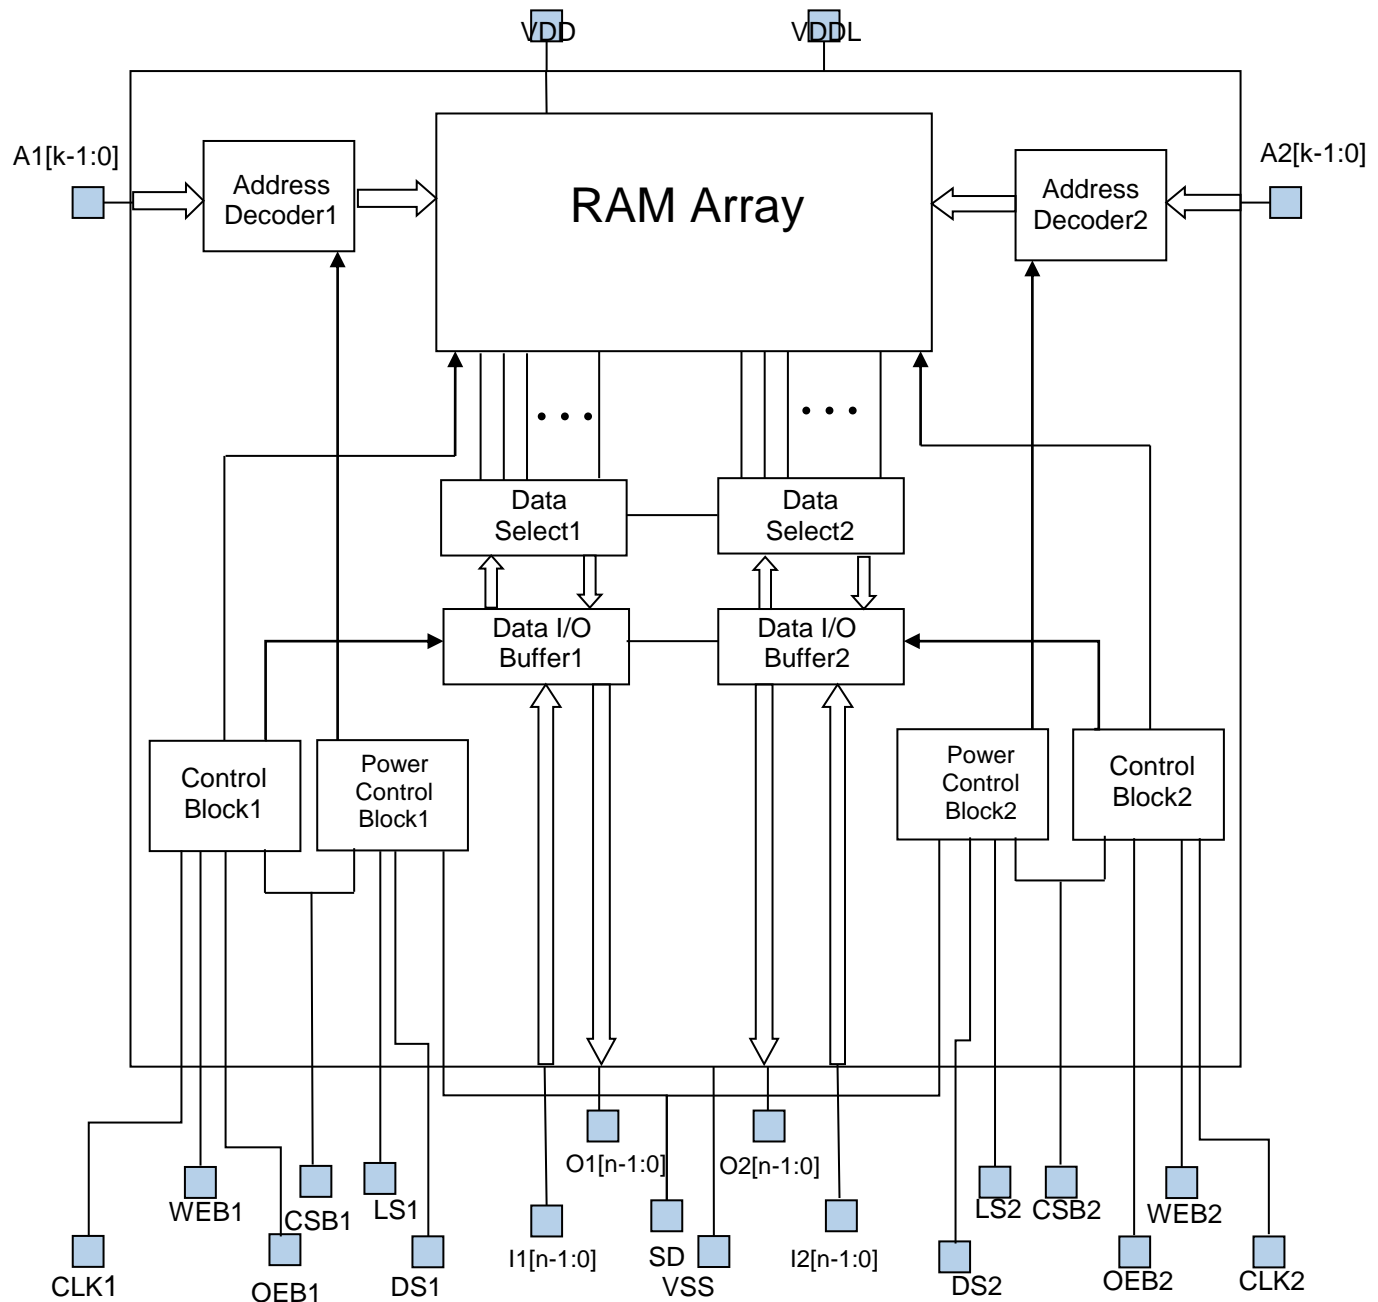 VDD
VDDL
A1[k-1:0]
Address
Decoder1
RAM Array
Address
Decoder2
A2[k-1:0]
• • •
• • •
Data
Select1
Data
Select2
Data I/O
Buffer1
Data I/O
Buffer2
Control
Block1
Power
Control
Block1
Power
Control
Block2
Control
Block2
O1[n-1:0]
O2[n-1:0]
WEB1
CSB1
LS1
LS2
CSB2
WEB2
I1[n-1:0]
SD
I2[n-1:0]
CLK1
OEB1
DS1
VSS
DS2
OEB2
CLK2